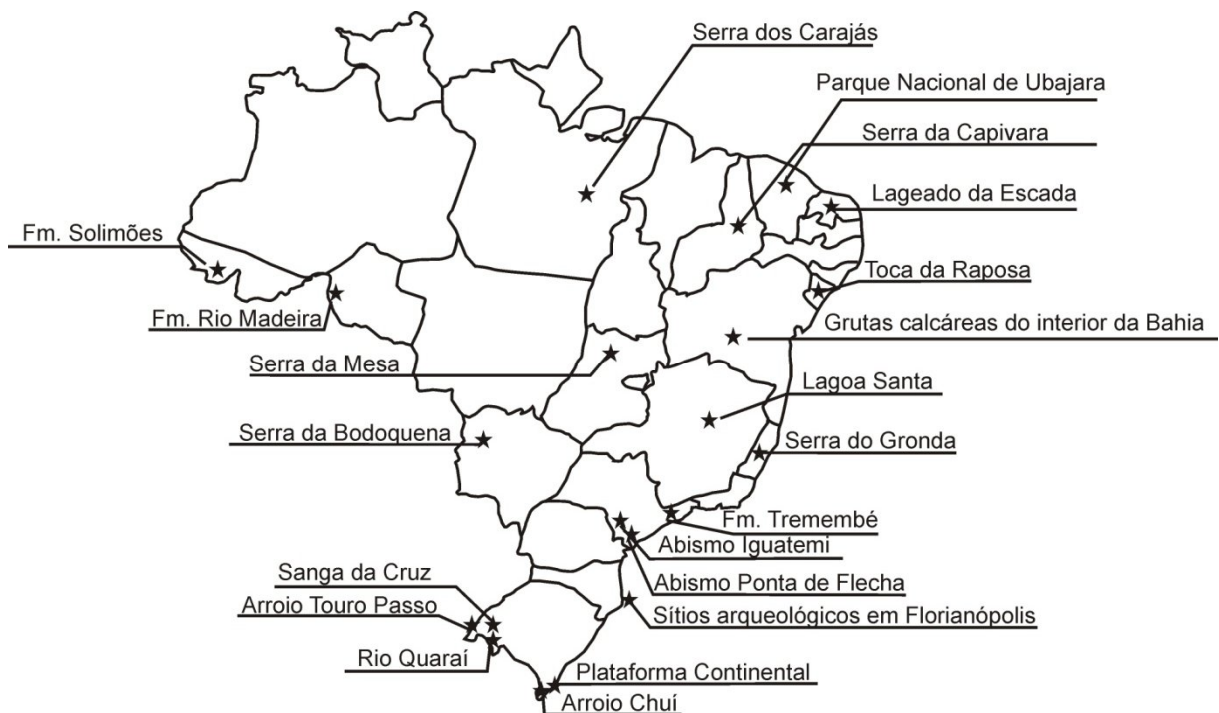 Serra dos Carajás
Parque Nacional de Ubajara
Serra da Capivara
Lageado da Escada
Fm. Solimões
Toca da Raposa
Fm. Rio Madeira
Grutas calcáreas do interior da Bahia
Serra da Mesa
Lagoa Santa
Serra da Bodoquena
Serra do Gronda
Fm. Tremembé
Abismo Iguatemi
Sanga da Cruz
Abismo Ponta de Flecha
Arroio Touro Passo
Sítios arqueológicos em Florianópolis
Rio Quaraí
Plataforma Continental
Arroio Chuí